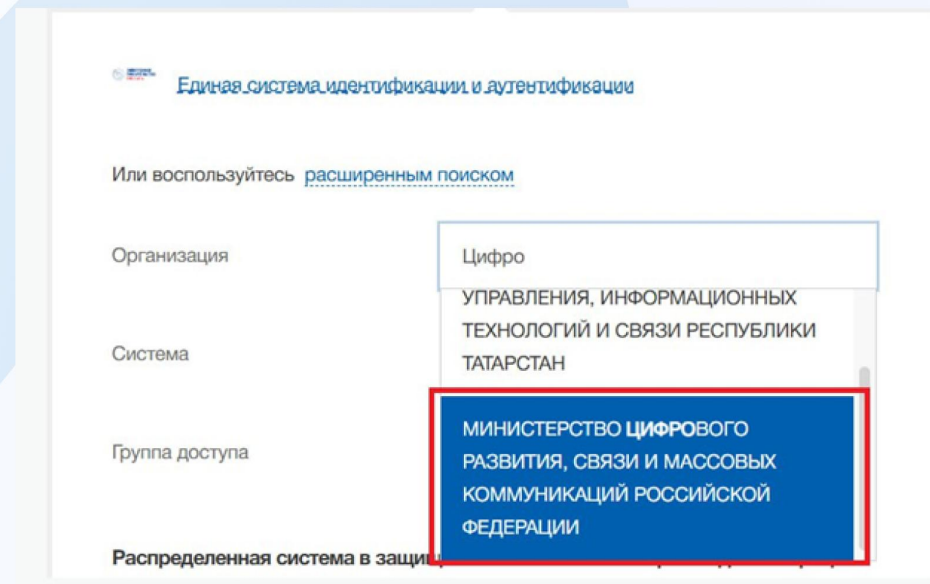 Единая система идентификации и аутентификации
Или воспользуйтесь расширенным поиском
Организация
Цифро
УПРАВЛЕНИЯ, ИНФОРМАЦИОННЫХ
ТЕХНОЛОГИЙ И СВЯЗИ РЕСПУБЛИКИ
ТАТАРСТАН
Система
МИНИСТЕРСТВО ЦИФРОВОГО
РАЗВИТИЯ, СВЯЗИ И МАССОВЫХ
КОММУНИКАЦИЙ РОССИЙСКОЙ
ФЕДЕРАЦИИ
Группа доступа
Распределенная система в